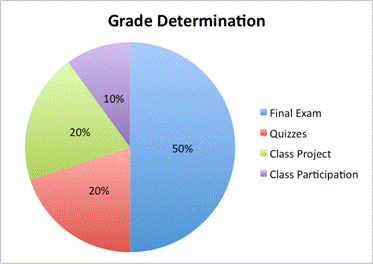 Grade Determination
10%
20%
50%
20%
Final Exam
Quizzes
Class Project
Class Participation